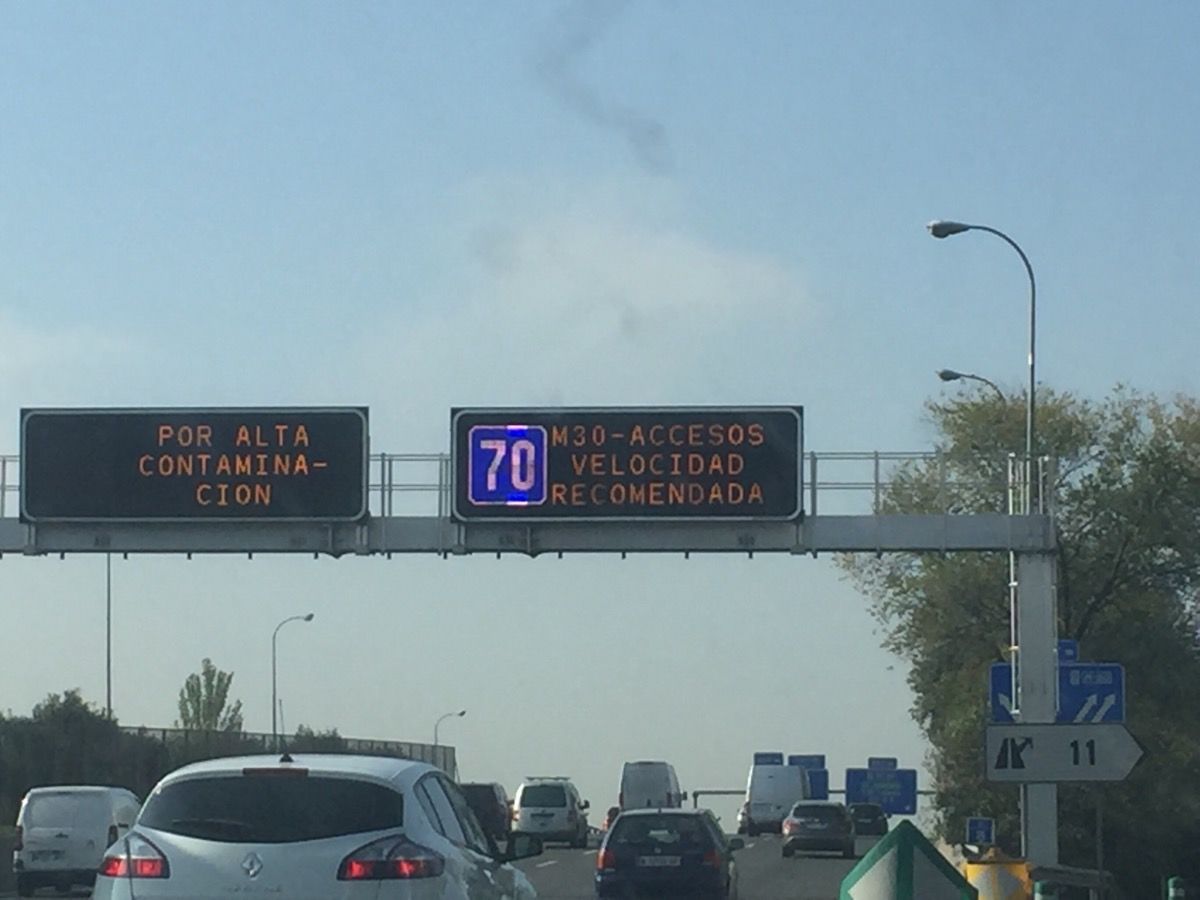 POR ALTA
CONTAMINA-
CION
70
M30-ACCESOS
VELOCIDAD
RECOMENDADA
11